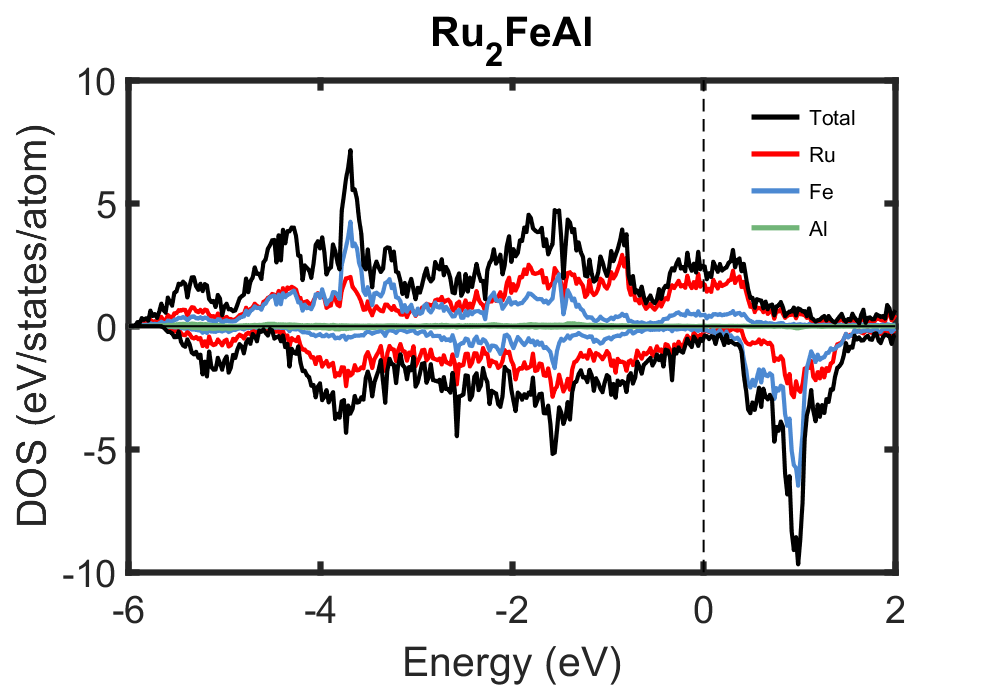 Ru2FeAl
DOS (eV/states/atom)
10
5
0
-5
-10
Total
Ru
Fe
Al
-6 -4 -2 0 2
Energy (eV)